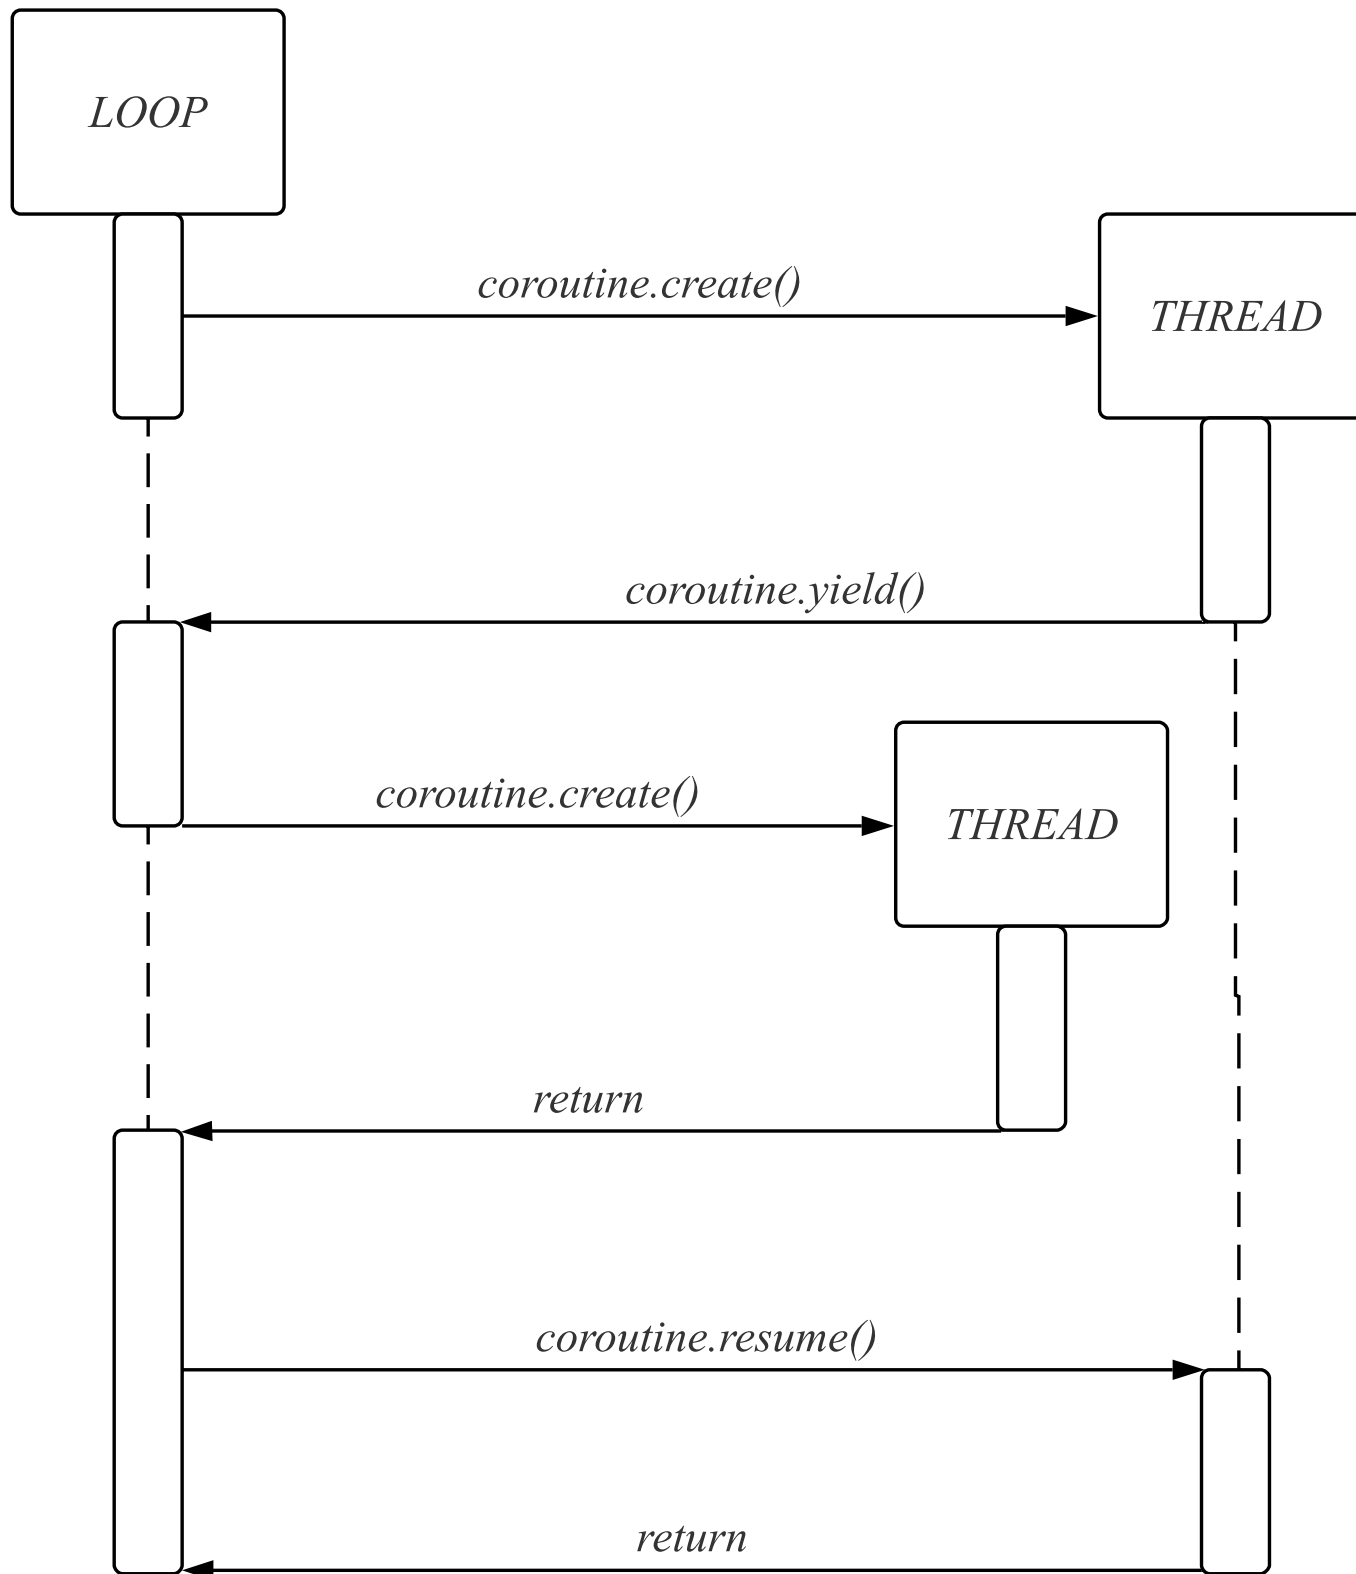 LOOP
coroutine.create()
THREAD
coroutine.yield()
coroutine.create()
THREAD
return
coroutine.resume()
return